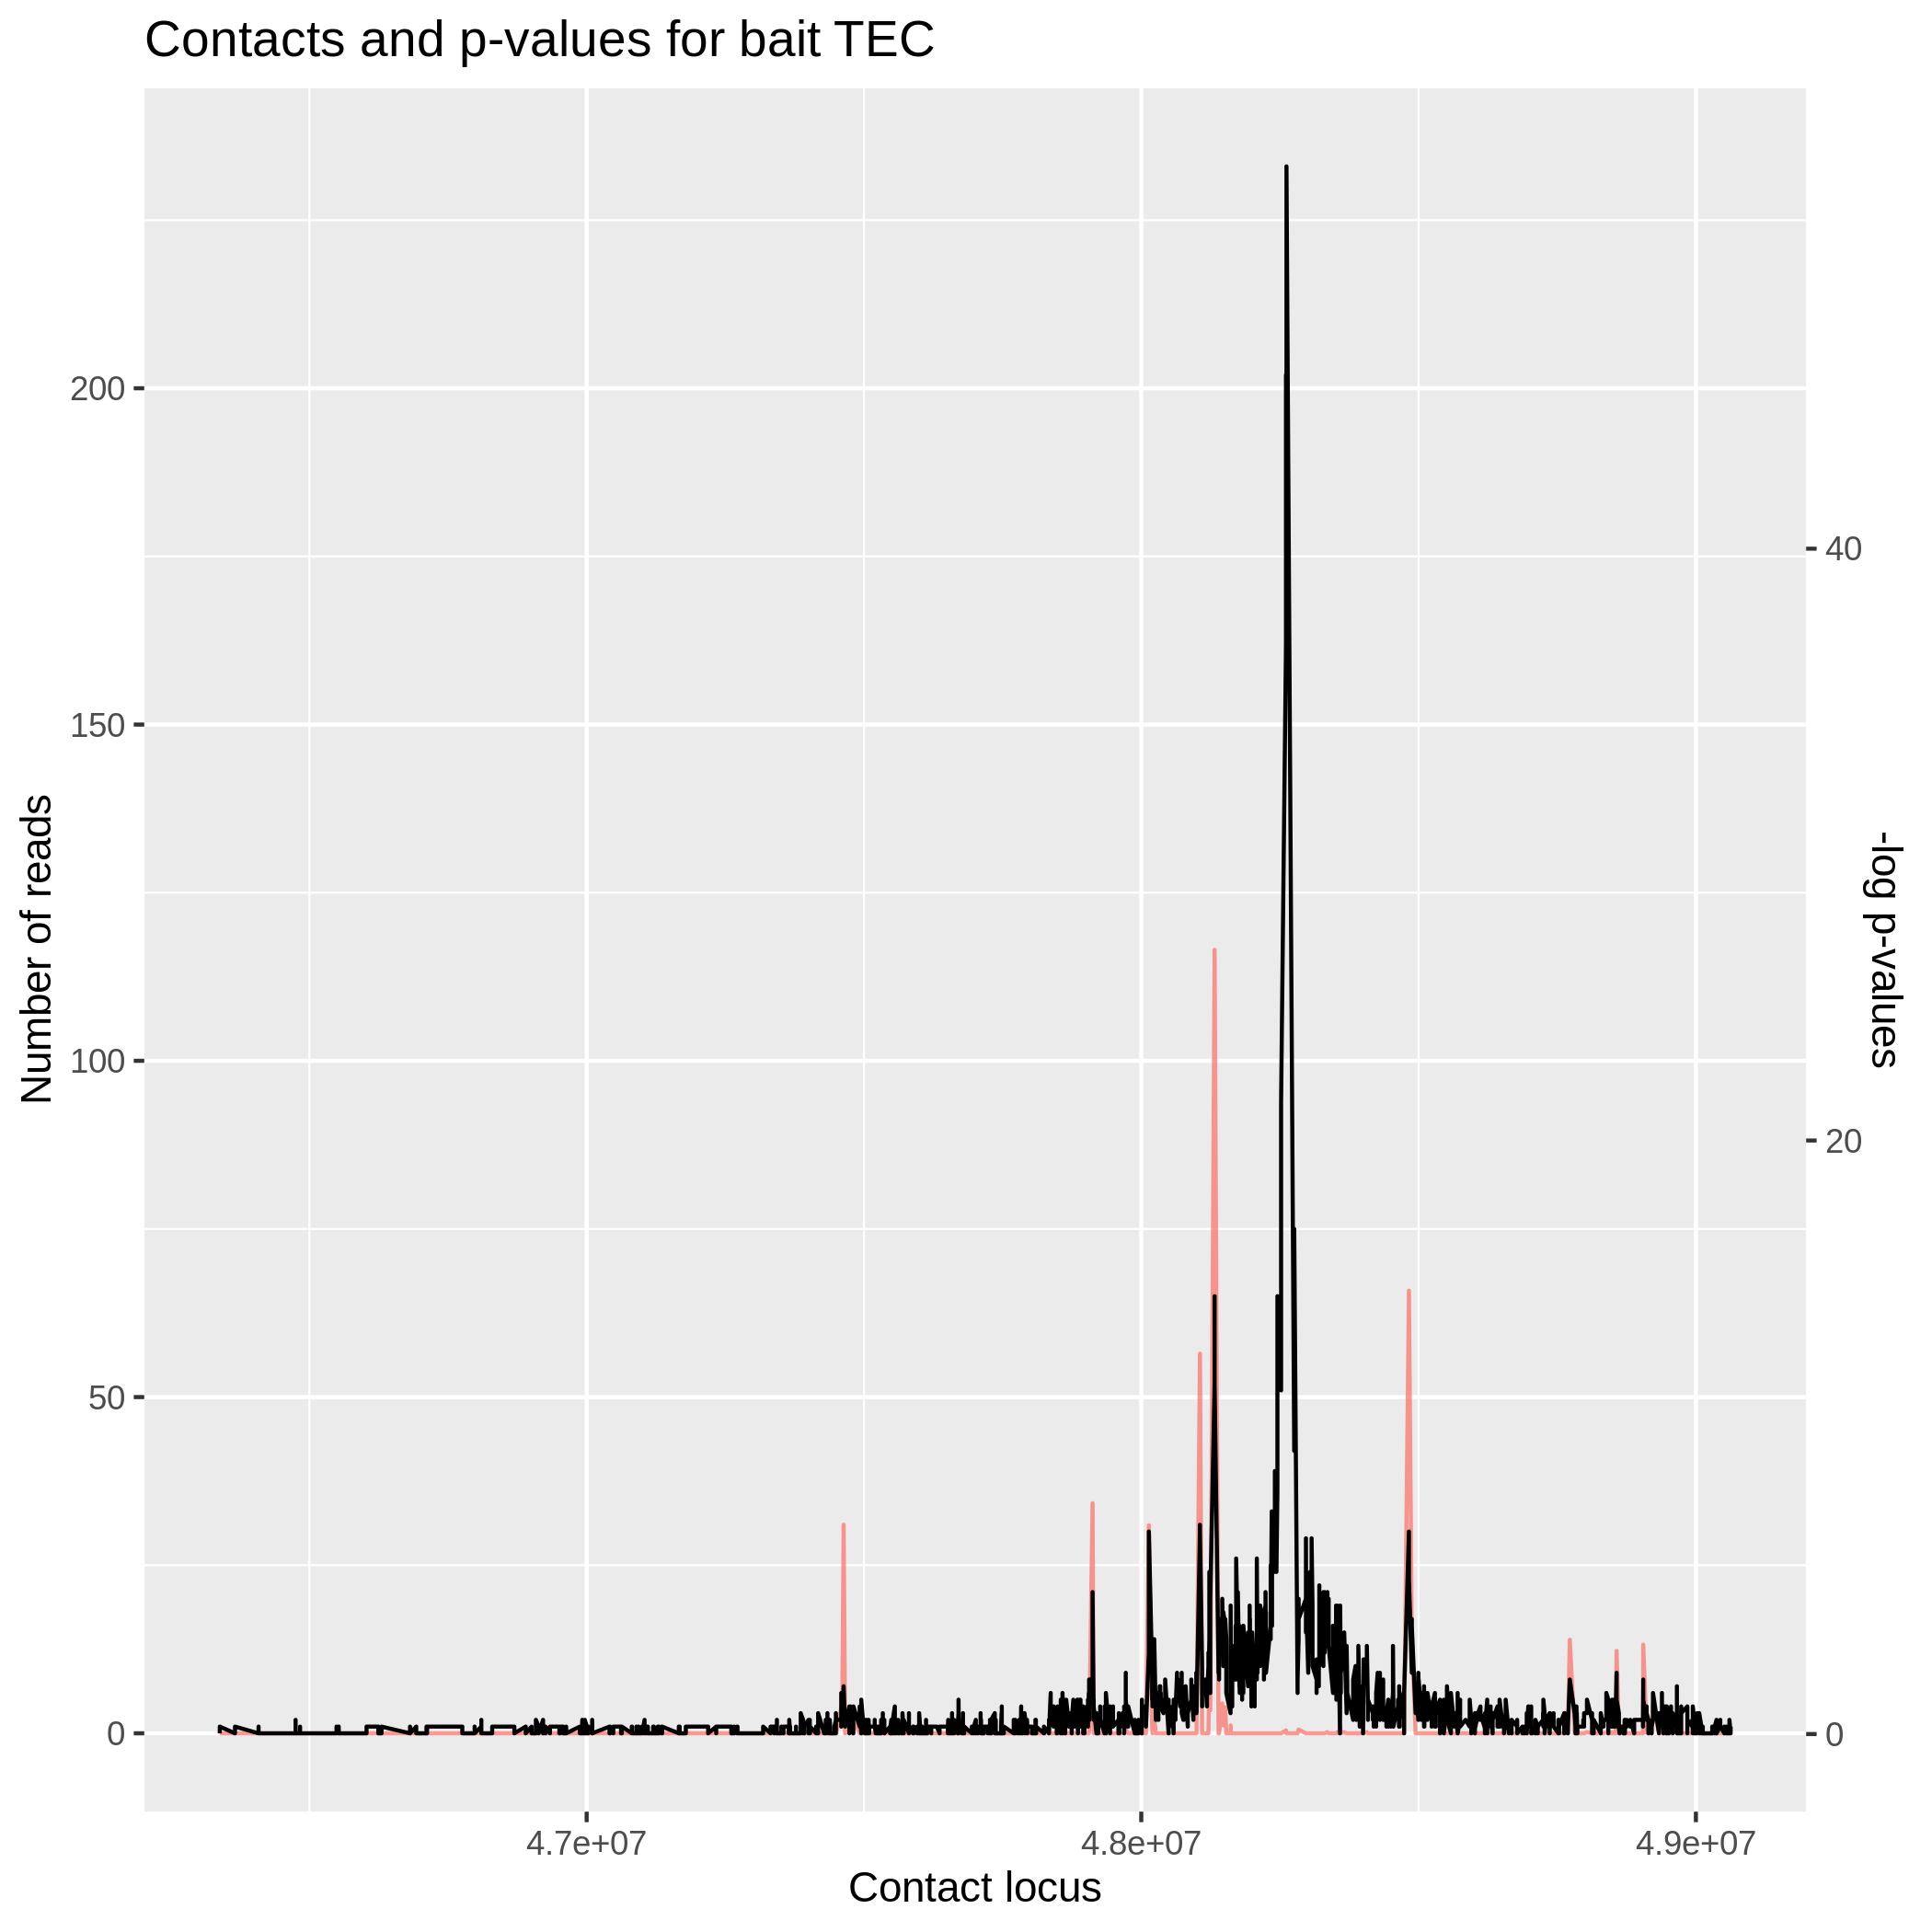 Contacts and p-values for bait TEC
Number of reads
200
150
100
50
0
40
20
0
-log p-values
4.7e+07
4.8e+07
4.9e+07
Contact locus